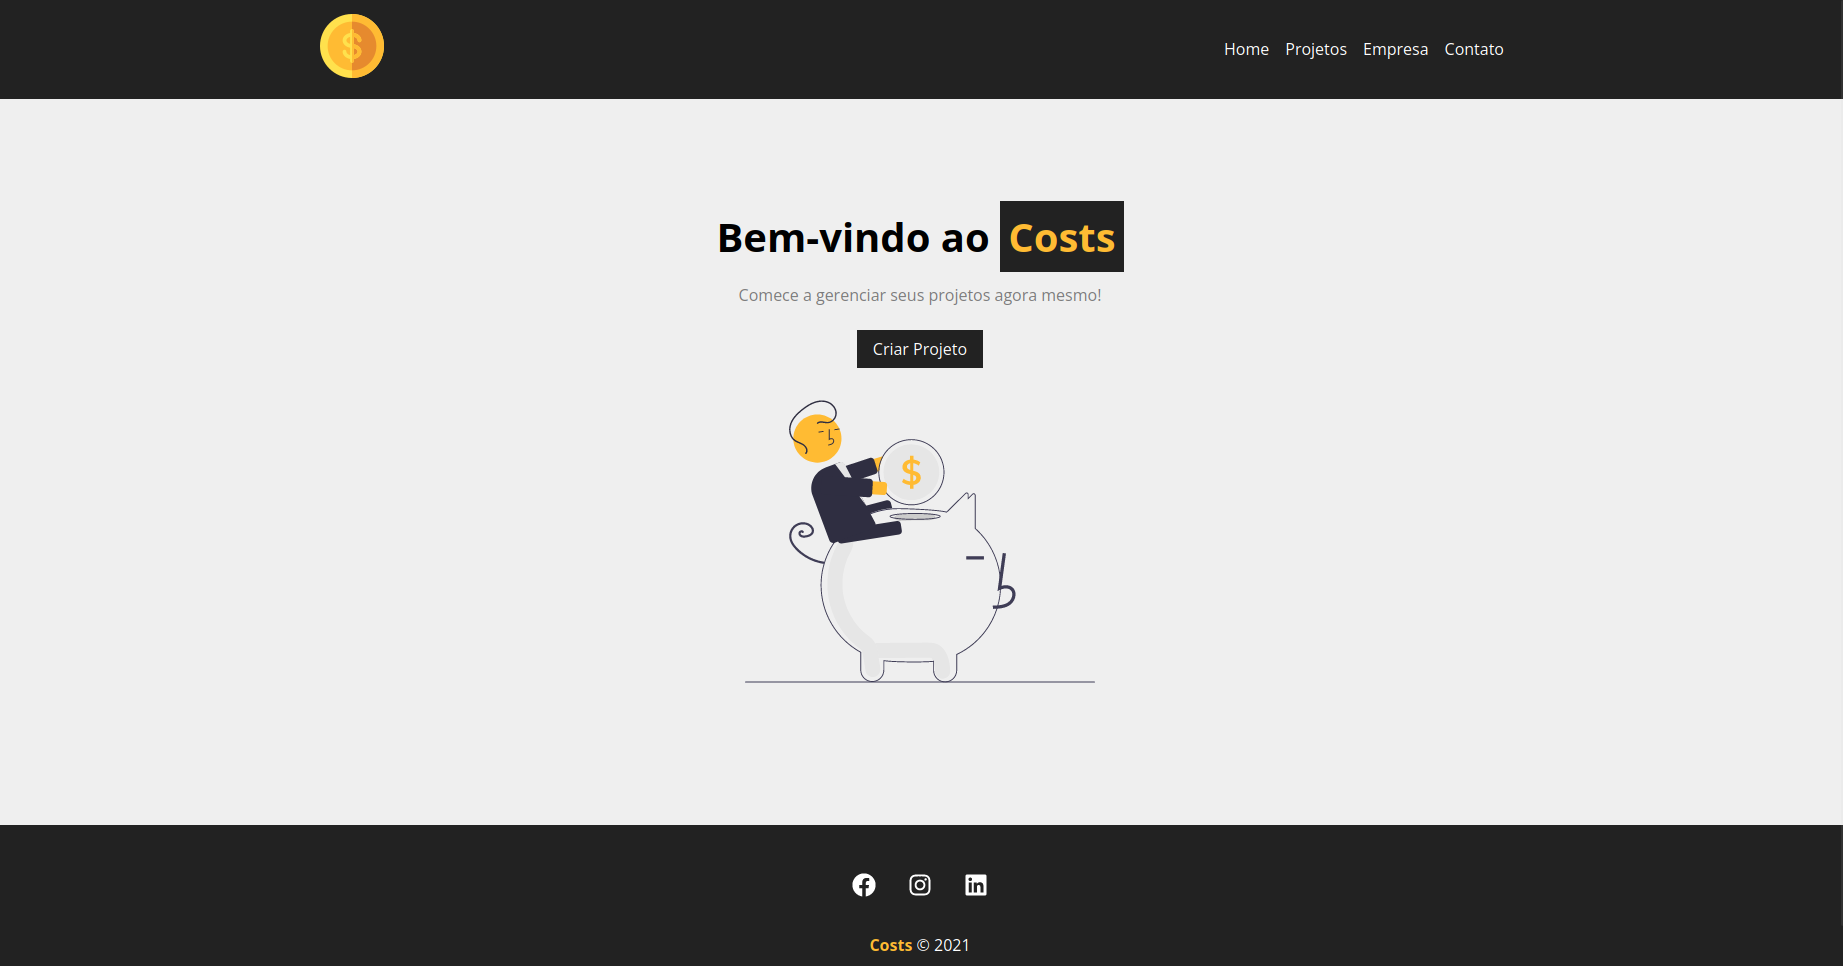 $
Home Projetos Empresa Contato
Bem-vindo ao Costs
Comece a gerenciar seus projetos agora mesmo!
Criar Projeto
$
Costs © 2021